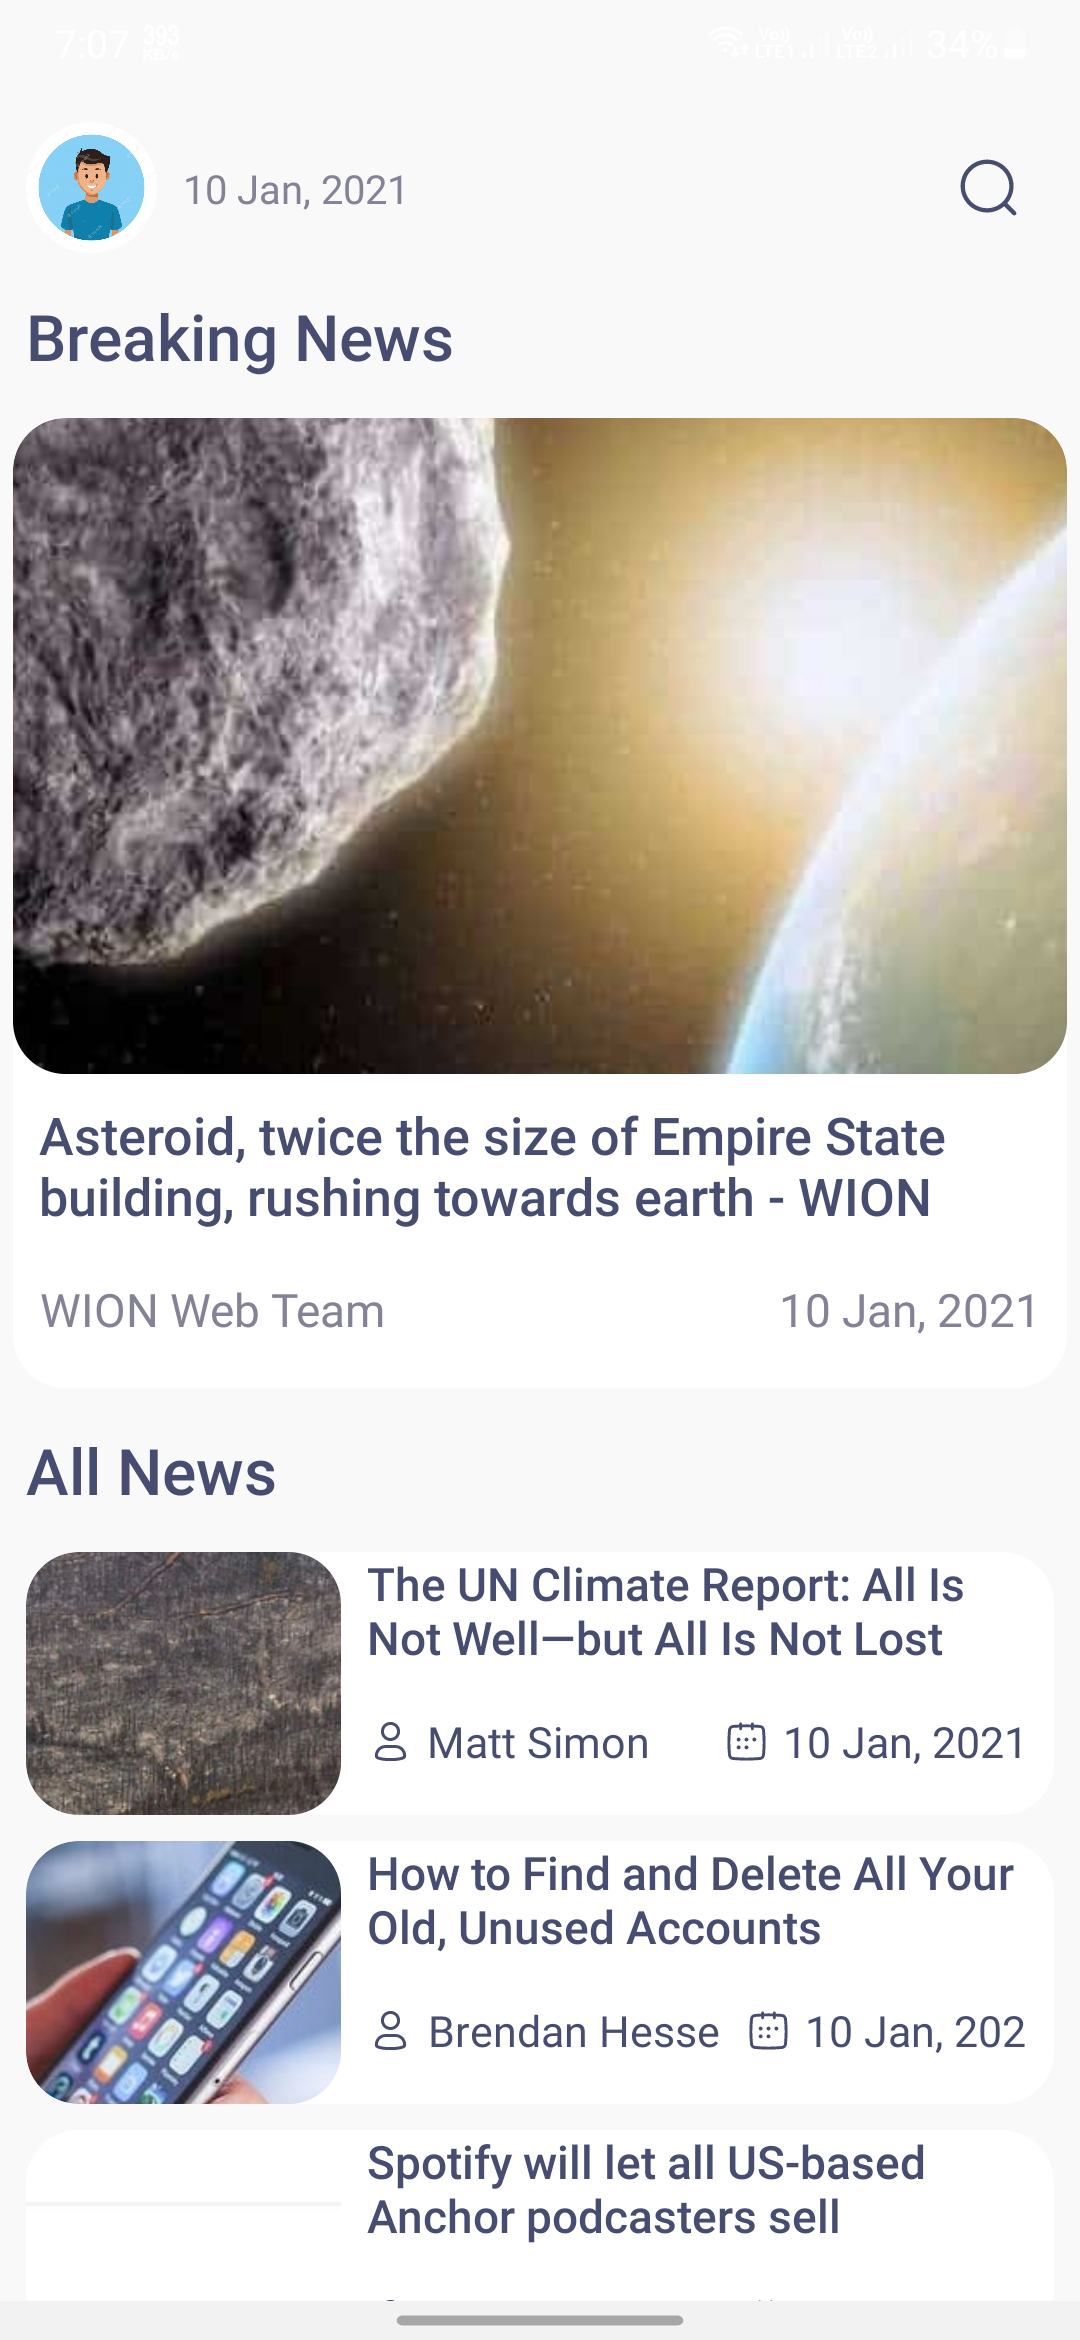 7:07 393 KB/s Vo)) LTE1 Vo)) LTE2 34%
10 Jan, 2021
Breaking News
Asteroid, twice the size of Empire State
building, rushing towards earth - WION
WION Web Team 10 Jan, 2021
All News
The UN Climate Report: All Is
Not Well—but All Is Not Lost
Matt Simon 10 Jan, 2021
How to Find and Delete All Your
Old, Unused Accounts
Brendan Hesse 10 Jan, 202
Spotify will let all US-based
Anchor podcasters sell